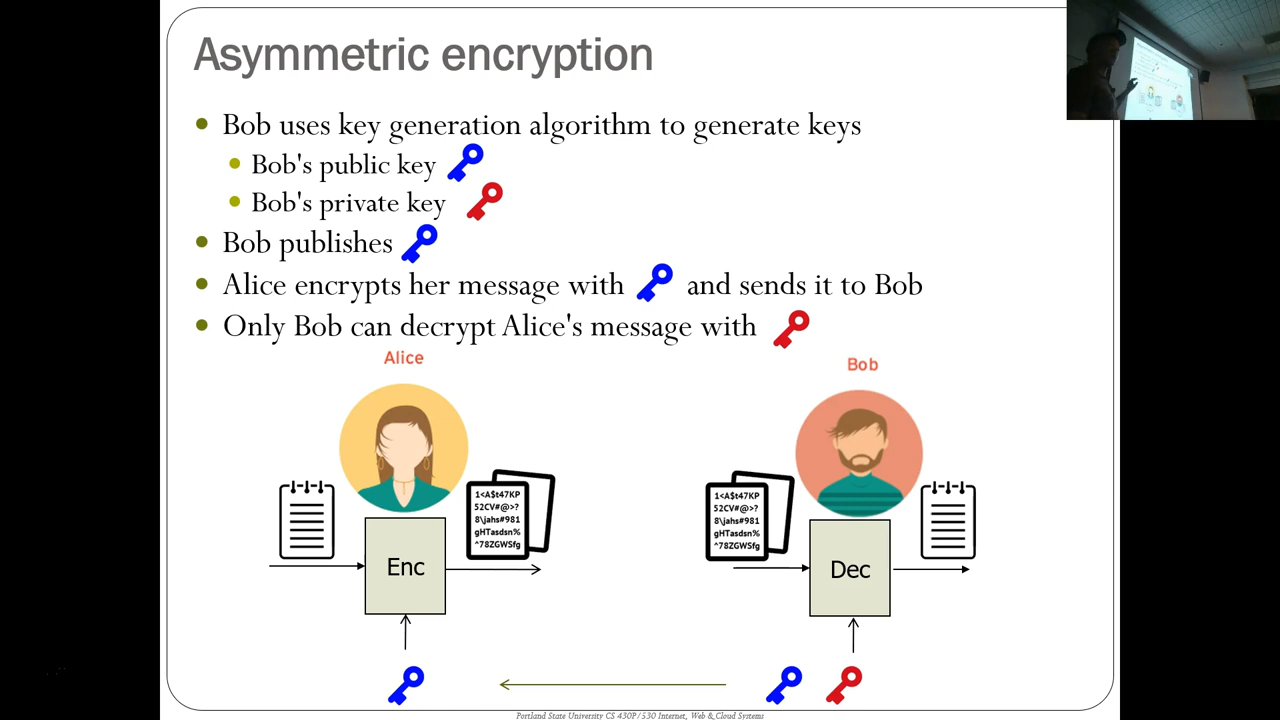 Asymmetric encryption
Bob uses key generation algorithm to generate keys
Bob's public key
Bob's private key
Bob publishes
Alice encrypts her message with and sends it to Bob
Only Bob can decrypt Alice's message with
Alice
Bob
1<A$t47KP
52CV#@>?
8\jahs#981
gHTasdsn%
^78ZGWSfg
1<A$t47KP
52CV#@>?
8\jahs#981
gHTasdsn%
^78ZGWSfg
Enc
Dec
Portland State University CS 430P/530 Internet, Web & Cloud Systems